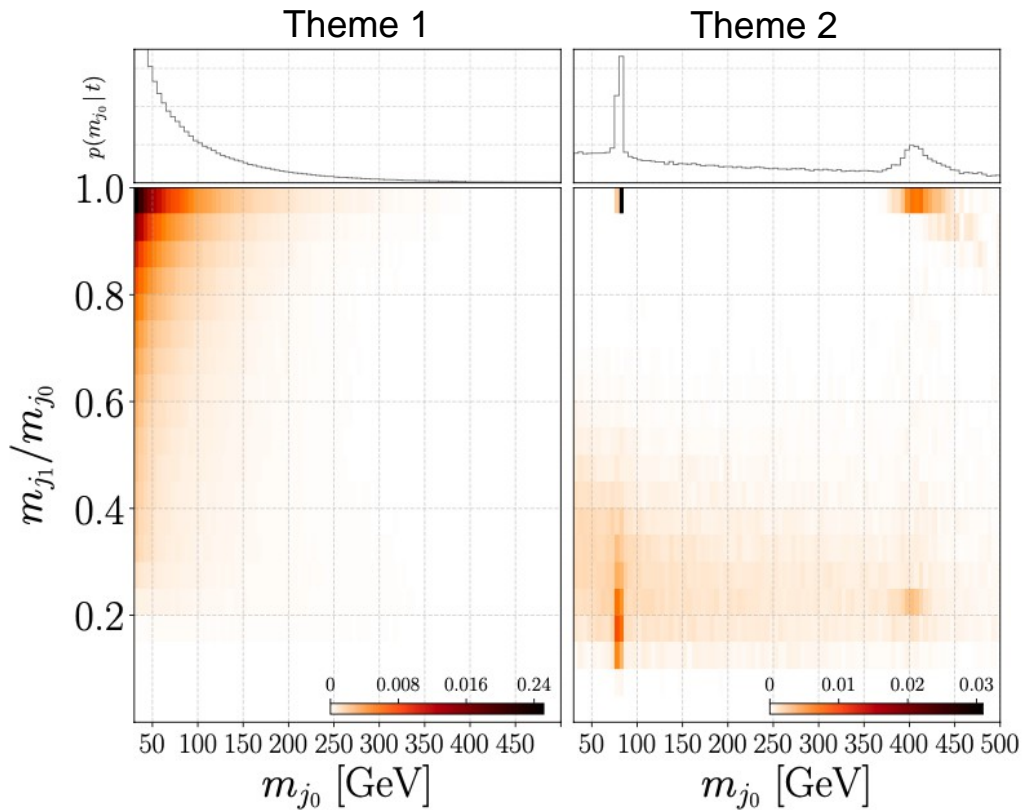 Theme 1
Theme 2
p(m_{j_0}|t)
1.0
0.8
0.6
0.4
0.2
m_{j_1}/m_{j_0}
0 0.008 0.016 0.24
0 0.01 0.02 0.03
50 100 150 200 250 300 350 400 450
50 100 150 200 250 300 350 400 450 500
m_{j_0} [GeV]
m_{j_0} [GeV]